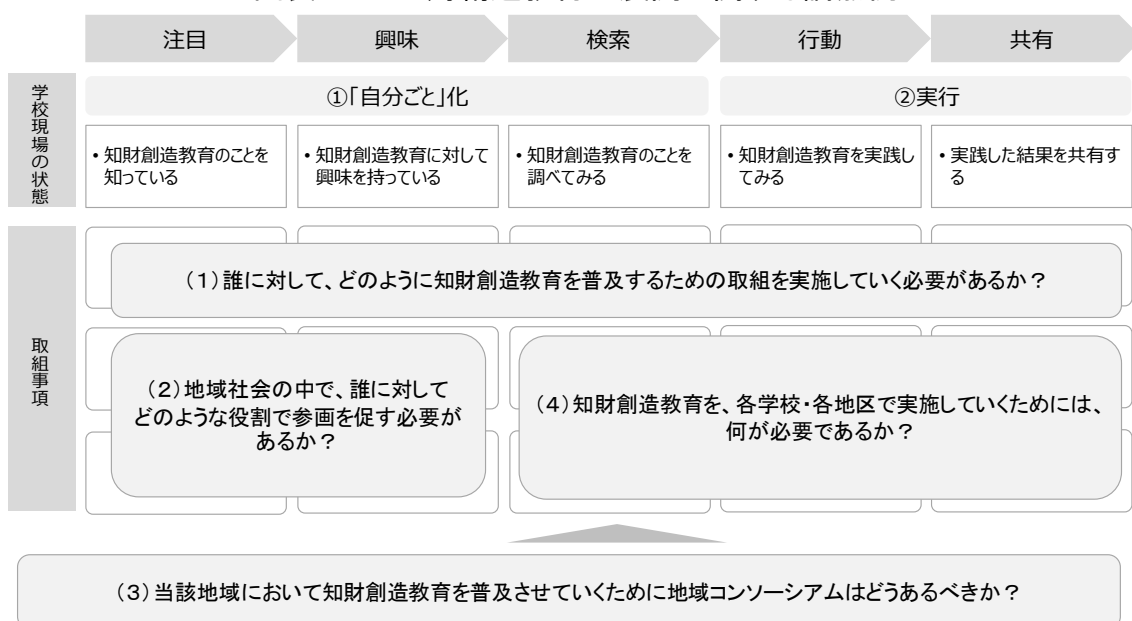 注目
興味
検索
行動
共有
学校現場の状態
①「自分ごと」化
②実行
・知財創造教育のことを
知っている
・知財創造教育に対して
興味を持っている
・知財創造教育のことを
調べてみる
・知財創造教育を実践し
てみる
・実践した結果を共有す
る
取組事項
（１）誰に対して、どのように知財創造教育を普及するための取組を実施していく必要があるか？
（２）地域社会の中で、誰に対して
どのような役割で参画を促す必要が
あるか？
（４）知財創造教育を、各学校・各地区で実施していくためには、
何が必要であるか？
（３）当該地域において知財創造教育を普及させていくために地域コンソーシアムはどうあるべきか？